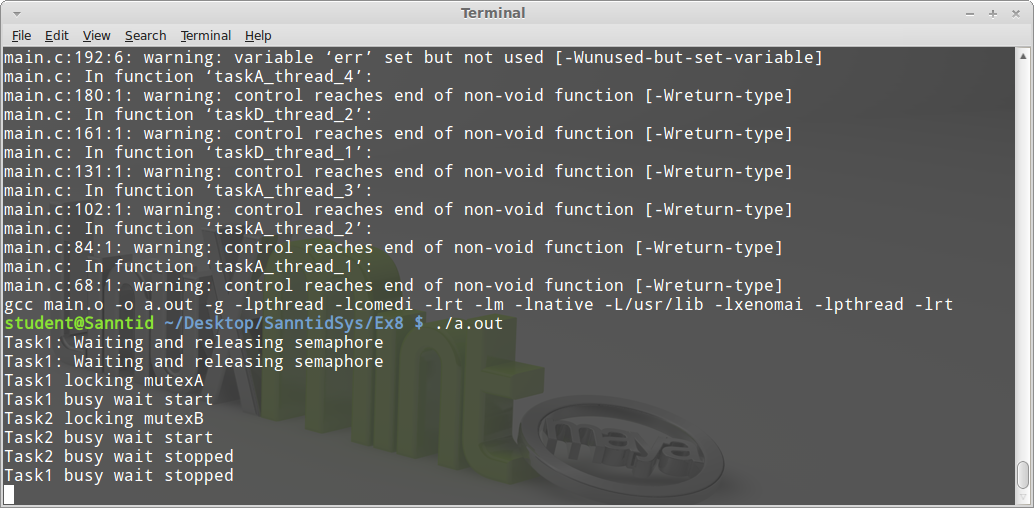 Terminal
File Edit View Search Terminal Help
main.c:192:6: warning: variable ‘err’ set but not used [-Wunused-but-set-variable]
main.c: In function ‘taskA_thread_4’:
main.c:180:1: warning: control reaches end of non-void function [-Wreturn-type]
main.c: In function ‘taskD_thread_2’:
main.c:161:1: warning: control reaches end of non-void function [-Wreturn-type]
main.c: In function ‘taskD_thread_1’:
main.c:131:1: warning: control reaches end of non-void function [-Wreturn-type]
main.c: In function ‘taskA_thread_3’:
main.c:102:1: warning: control reaches end of non-void function [-Wreturn-type]
main.c: In function ‘taskA_thread_2’:
main.c:84:1: warning: control reaches end of non-void function [-Wreturn-type]
main.c: In function ‘taskA_thread_1’:
main.c:68:1: warning: control reaches end of non-void function [-Wreturn-type]
gcc main.o -o a.out -g -lpthread -lcomedi -lrt -lm -lnative -L/usr/lib -lxenomai -lpthread -lrt
student@Sanntid ~/Desktop/SanntidSys/Ex8 $ ./a.out
Task1: Waiting and releasing semaphore
Task1: Waiting and releasing semaphore
Task1 locking mutexA
Task1 busy wait start
Task2 locking mutexB
Task2 busy wait start
Task2 busy wait stopped
Task1 busy wait stopped
linuxmint
maya